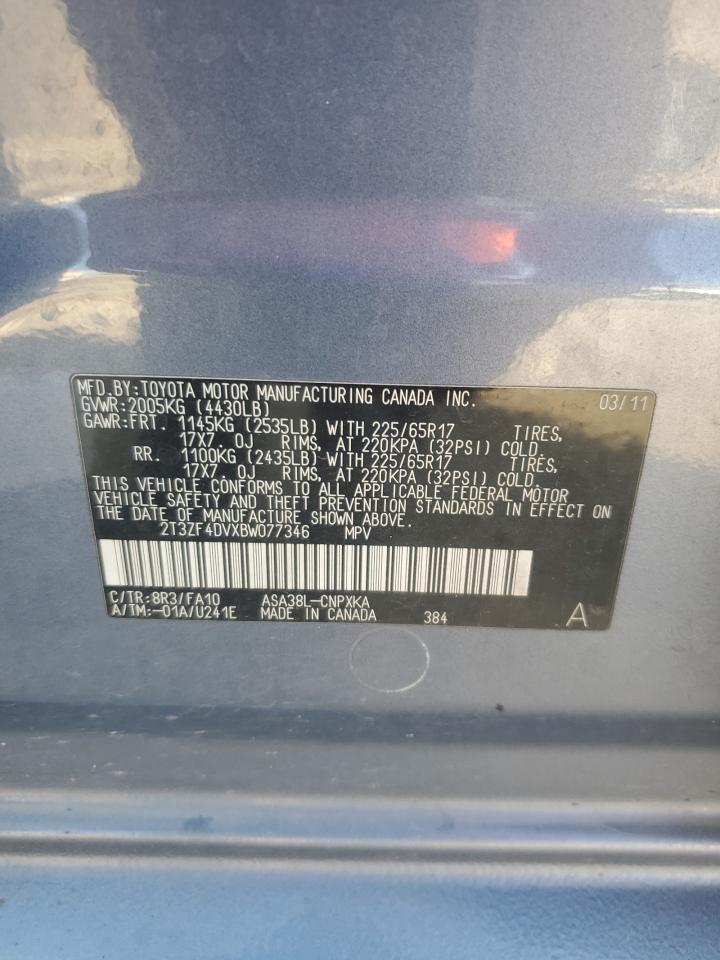 MFD.BY:TOYOTA MOTOR MANUFACTURING CANADA INC. 03/11
GVWR:2005KG (4430LB)
GAWR:FRT. 1145KG (2535LB) WITH 225/65R17 TIRES,
17X7. 0J RIMS, AT 220KPA (32PSI) COLD.
RR. 1100KG (2435LB) WITH 225/65R17 TIRES,
17X7. 0J RIMS, AT 220KPA (32PSI) COLD.
THIS VEHICLE CONFORMS TO ALL APPLICABLE FEDERAL MOTOR
VEHICLE SAFETY AND THEFT PREVENTION STANDARDS IN EFFECT ON
THE DATE OF MANUFACTURE SHOWN ABOVE.
2T3ZF4DVXBW077346 MPV
C/TR:8R3/FA10 ASA38L-CNPXKA
A/TM:-01A/U241E MADE IN CANADA 384 A